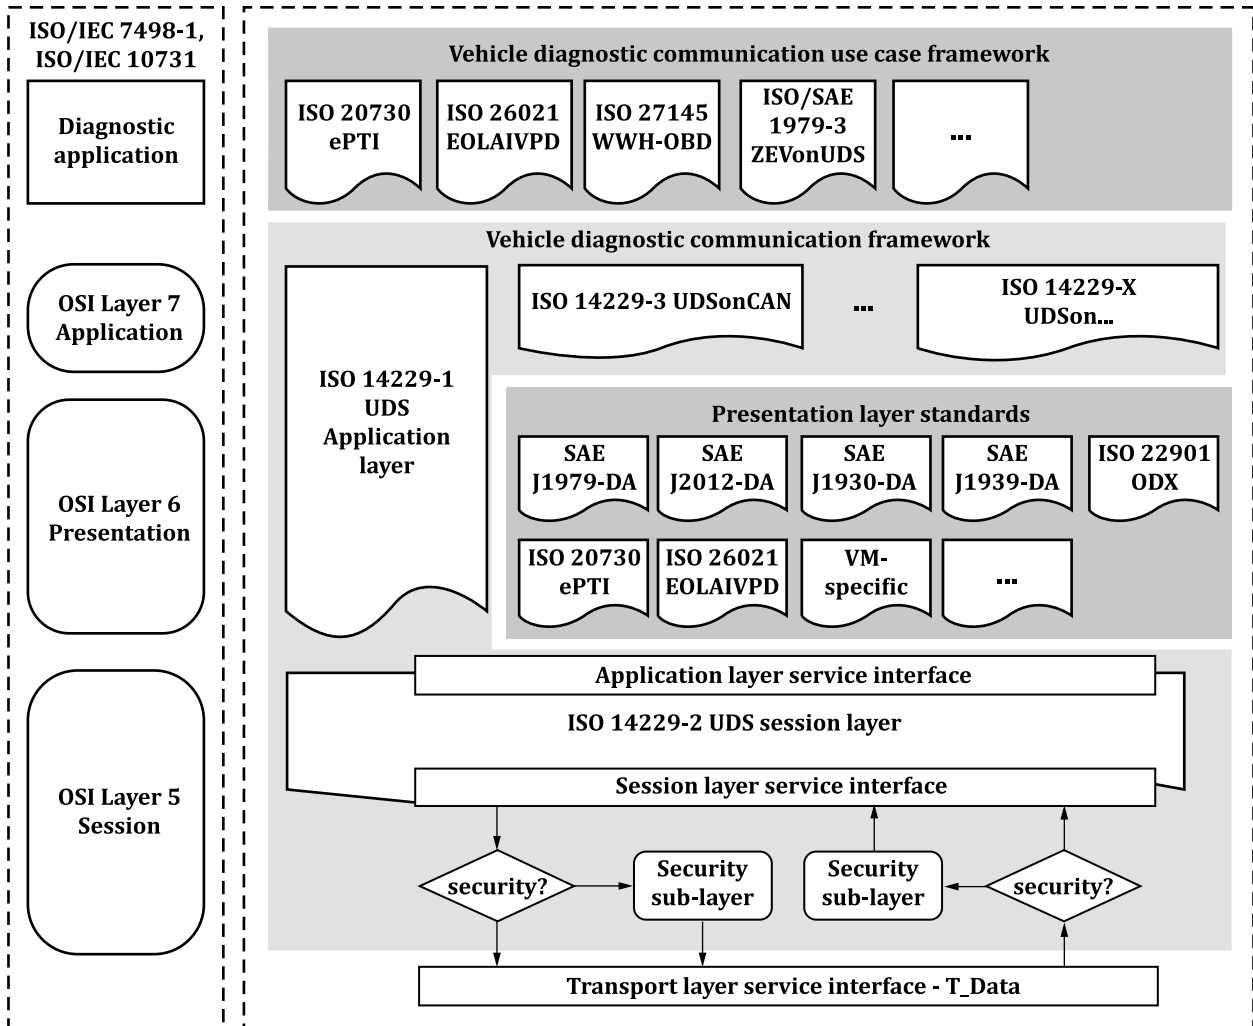 ISO/IEC 7498-1,
ISO/IEC 10731
Diagnostic
application
OSI Layer 7
Application
OSI Layer 6
Presentation
OSI Layer 5
Session
Vehicle diagnostic communication use case framework
ISO 20730
ePTI
ISO 26021
EOLAIVPD
ISO 27145
WWH-OBD
ISO/SAE
1979-3
ZEVonUDS
...
Vehicle diagnostic communication framework
ISO 14229-1
UDS
Application
layer
ISO 14229-3 UDSonCAN
...
ISO 14229-X
UDSon...
Presentation layer standards
SAE
J1979-DA
SAE
J2012-DA
SAE
J1930-DA
SAE
J1939-DA
ISO 22901
ODX
ISO 20730
ePTI
ISO 26021
EOLAIVPD
VM-
specific
...
Application layer service interface
ISO 14229-2 UDS session layer
Session layer service interface
security?
Security
sub-layer
Security
sub-layer
security?
Transport layer service interface - T_Data